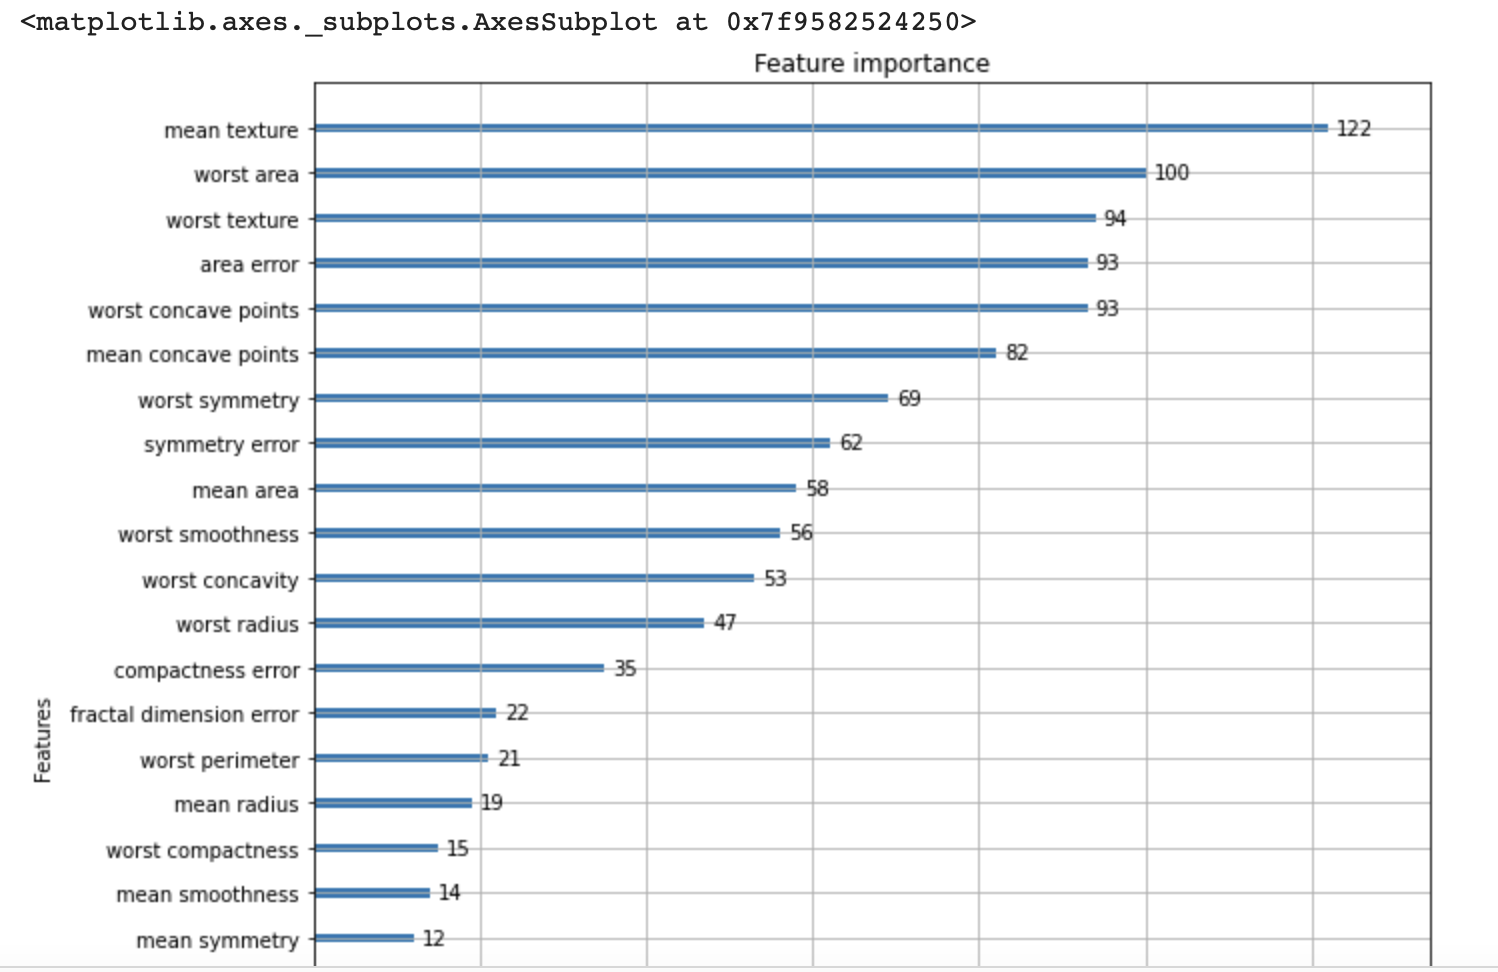 <matplotlib.axes._subplots.AxesSubplot at 0x7f9582524250>
Feature importance
mean texture 122
worst area 100
worst texture 94
area error 93
worst concave points 93
mean concave points 82
worst symmetry 69
symmetry error 62
mean area 58
worst smoothness 56
worst concavity 53
worst radius 47
compactness error 35
fractal dimension error 22
worst perimeter 21
mean radius 19
worst compactness 15
mean smoothness 14
mean symmetry 12
Features